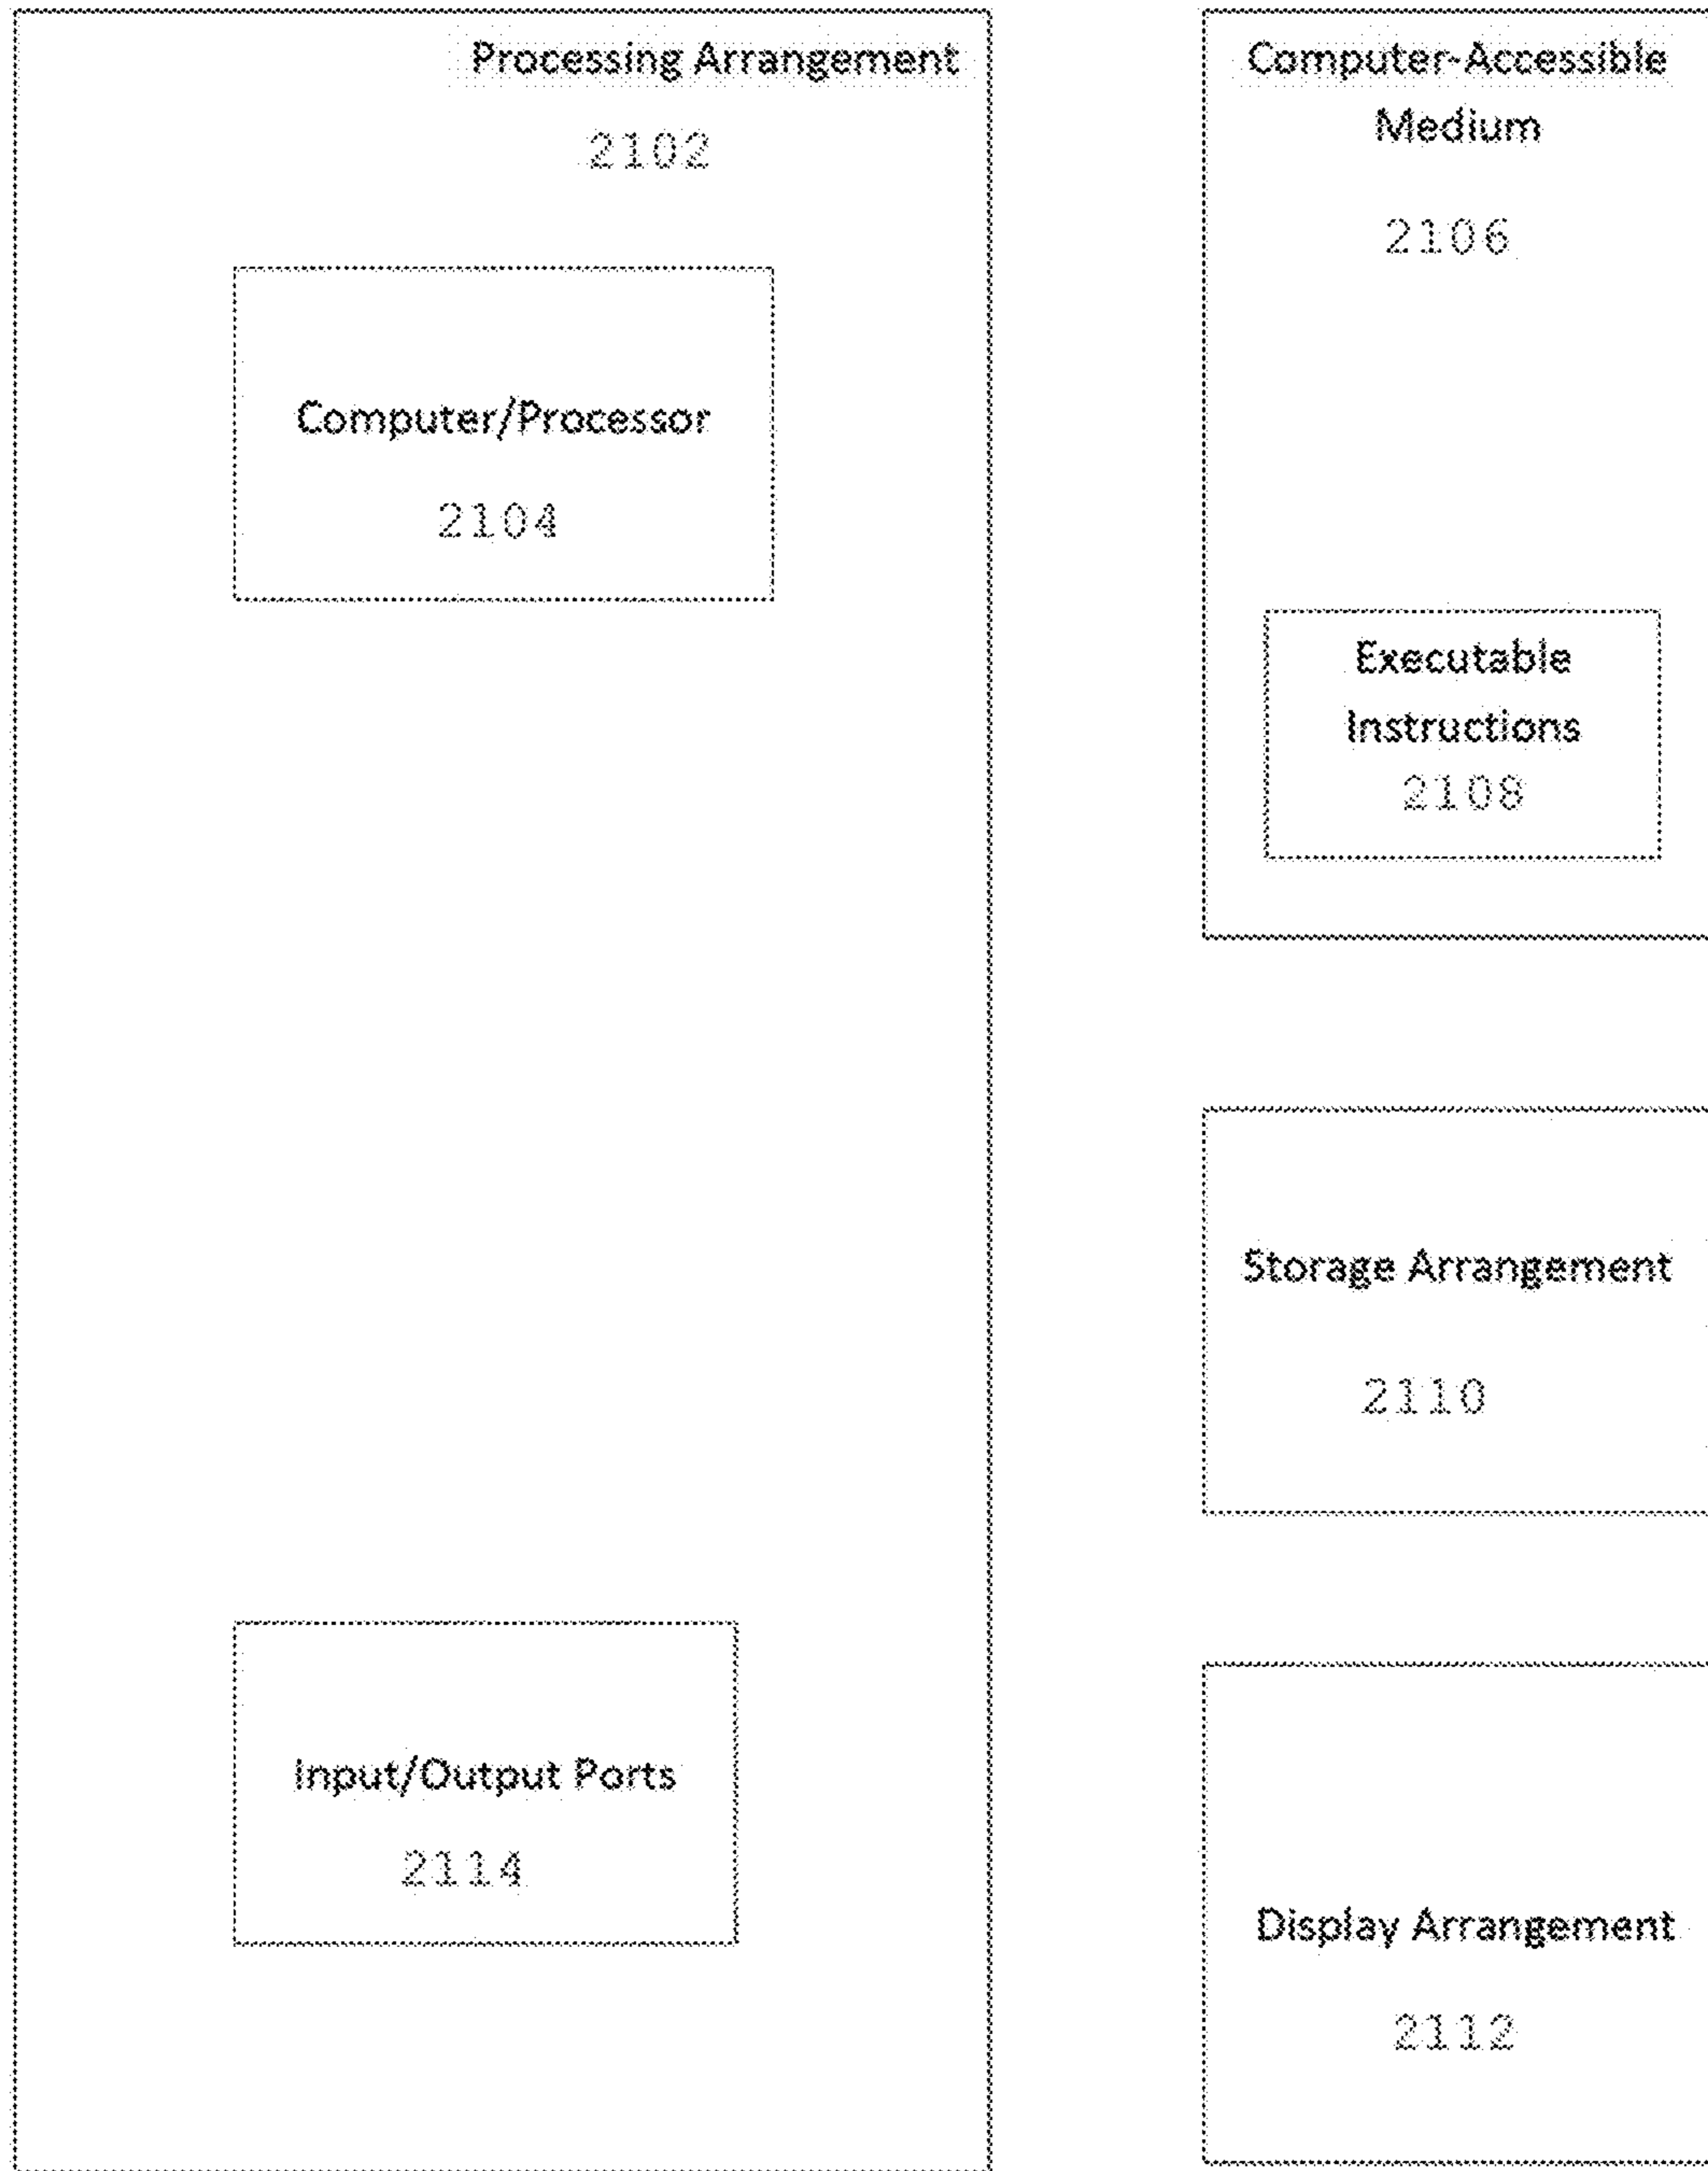 Processing Arrangement
2102
Computer/Processor
2104
Input/Output Ports
2114
Computer-Accessible
Medium
2106
Executable
Instructions
2108
Storage Arrangement
2110
Display Arrangement
2112